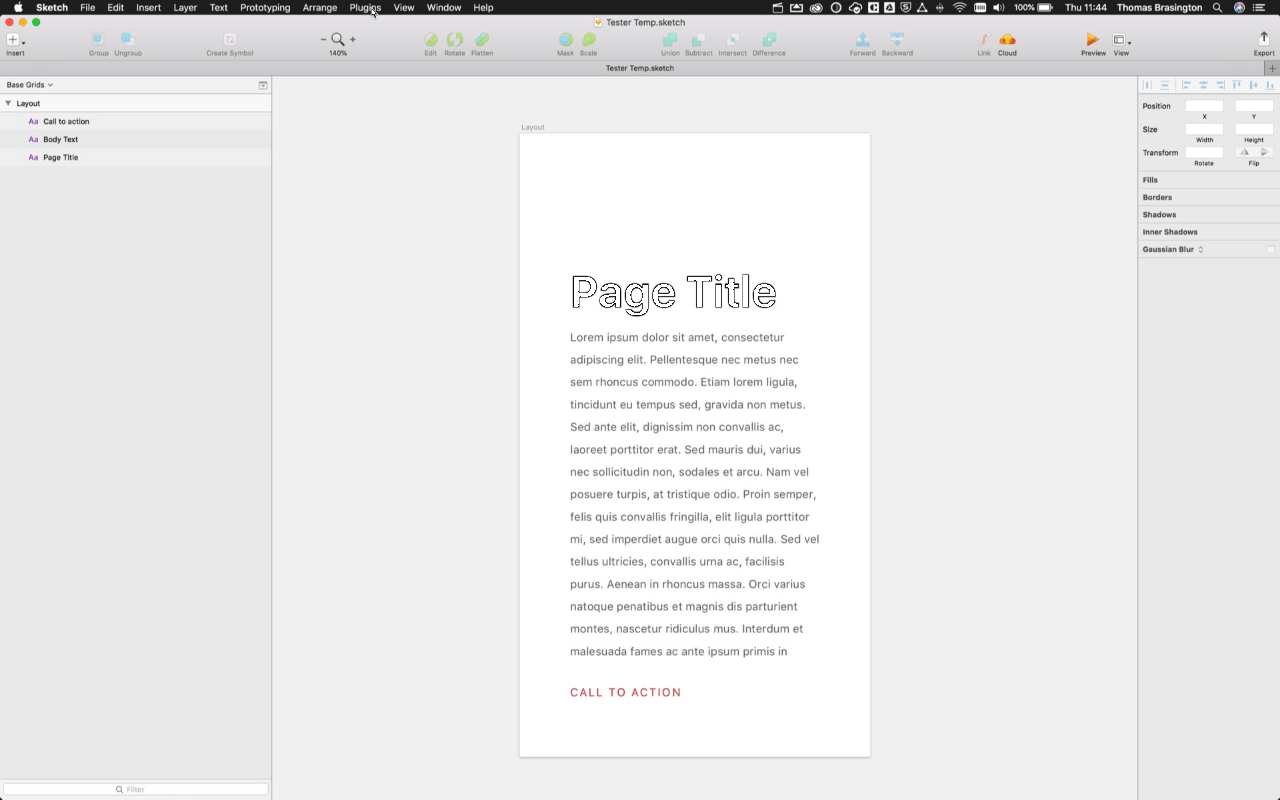 Sketch File Edit Insert Layer Text Prototyping Arrange Plugins View Window Help 100% Thu 11:44 Thomas Brasington
Tester Temp.sketch
Insert Group Ungroup Create Symbol 140% Edit Rotate Flatten Mask Scale Union Subtract Intersect Difference Forward Backward Link Cloud Preview View Export
Tester Temp.sketch
Base Grids
Layout
Aa Call to action
Aa Body Text
Aa Page Title
Filter
Layout
Page Title
Lorem ipsum dolor sit amet, consectetur
adipiscing elit. Pellentesque nec metus nec
sem rhoncus commodo. Etiam lorem ligula,
tincidunt eu tempus sed, gravida non metus.
Sed ante elit, dignissim non convallis ac,
laoreet porttitor erat. Sed mauris dui, varius
nec sollicitudin non, sodales et arcu. Nam vel
posuere turpis, at tristique odio. Proin semper,
felis quis convallis fringilla, elit ligula porttitor
mi, sed imperdiet augue orci quis nulla. Sed vel
tellus ultricies, convallis urna ac, facilisis
purus. Aenean in rhoncus massa. Orci varius
natoque penatibus et magnis dis parturient
montes, nascetur ridiculus mus. Interdum et
malesuada fames ac ante ipsum primis in
CALL TO ACTION
Position
X Y
Size
Width Height
Transform
Rotate Flip
Fills
Borders
Shadows
Inner Shadows
Gaussian Blur